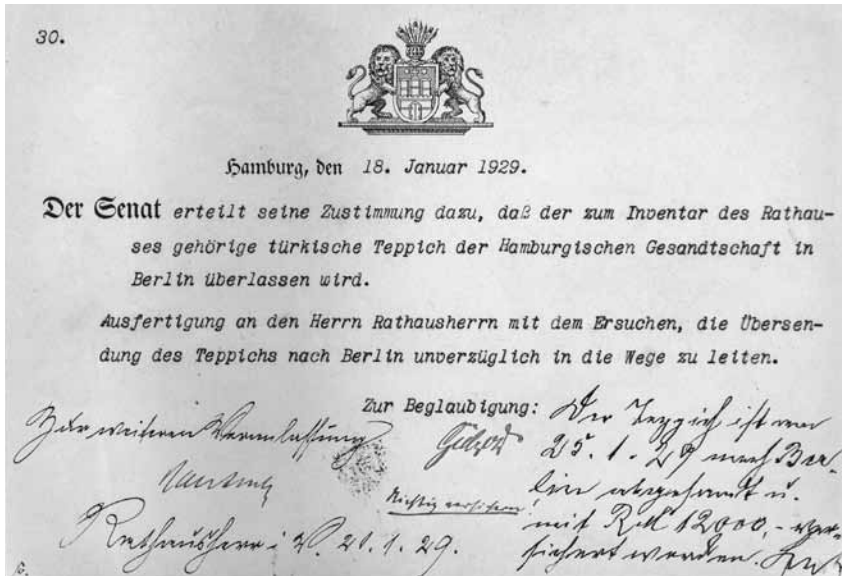 30.
Hamburg, den 18. Januar 1929.
Der Senat erteilt seine Zustimmung dazu, daß der zum Inventar des Rathau-
ses gehörige türkische Teppich der Hamburgischen Gesandtschaft in
Berlin überlassen wird.
Ausfertigung an den Herrn Rathausherrn mit dem Ersuchen, die Übersen-
dung des Teppichs nach Berlin unverzüglich in die Wege zu leiten.
Zur Beglaubigung:
Zur weiteren Veranlassung
Rathausherr i. V. 21.1.29.
Richtig versichern!
Der Teppich ist am
25.1.29 nach Ber-
lin abgesandt u.
mit RM 12000,- ver-
sichert worden.